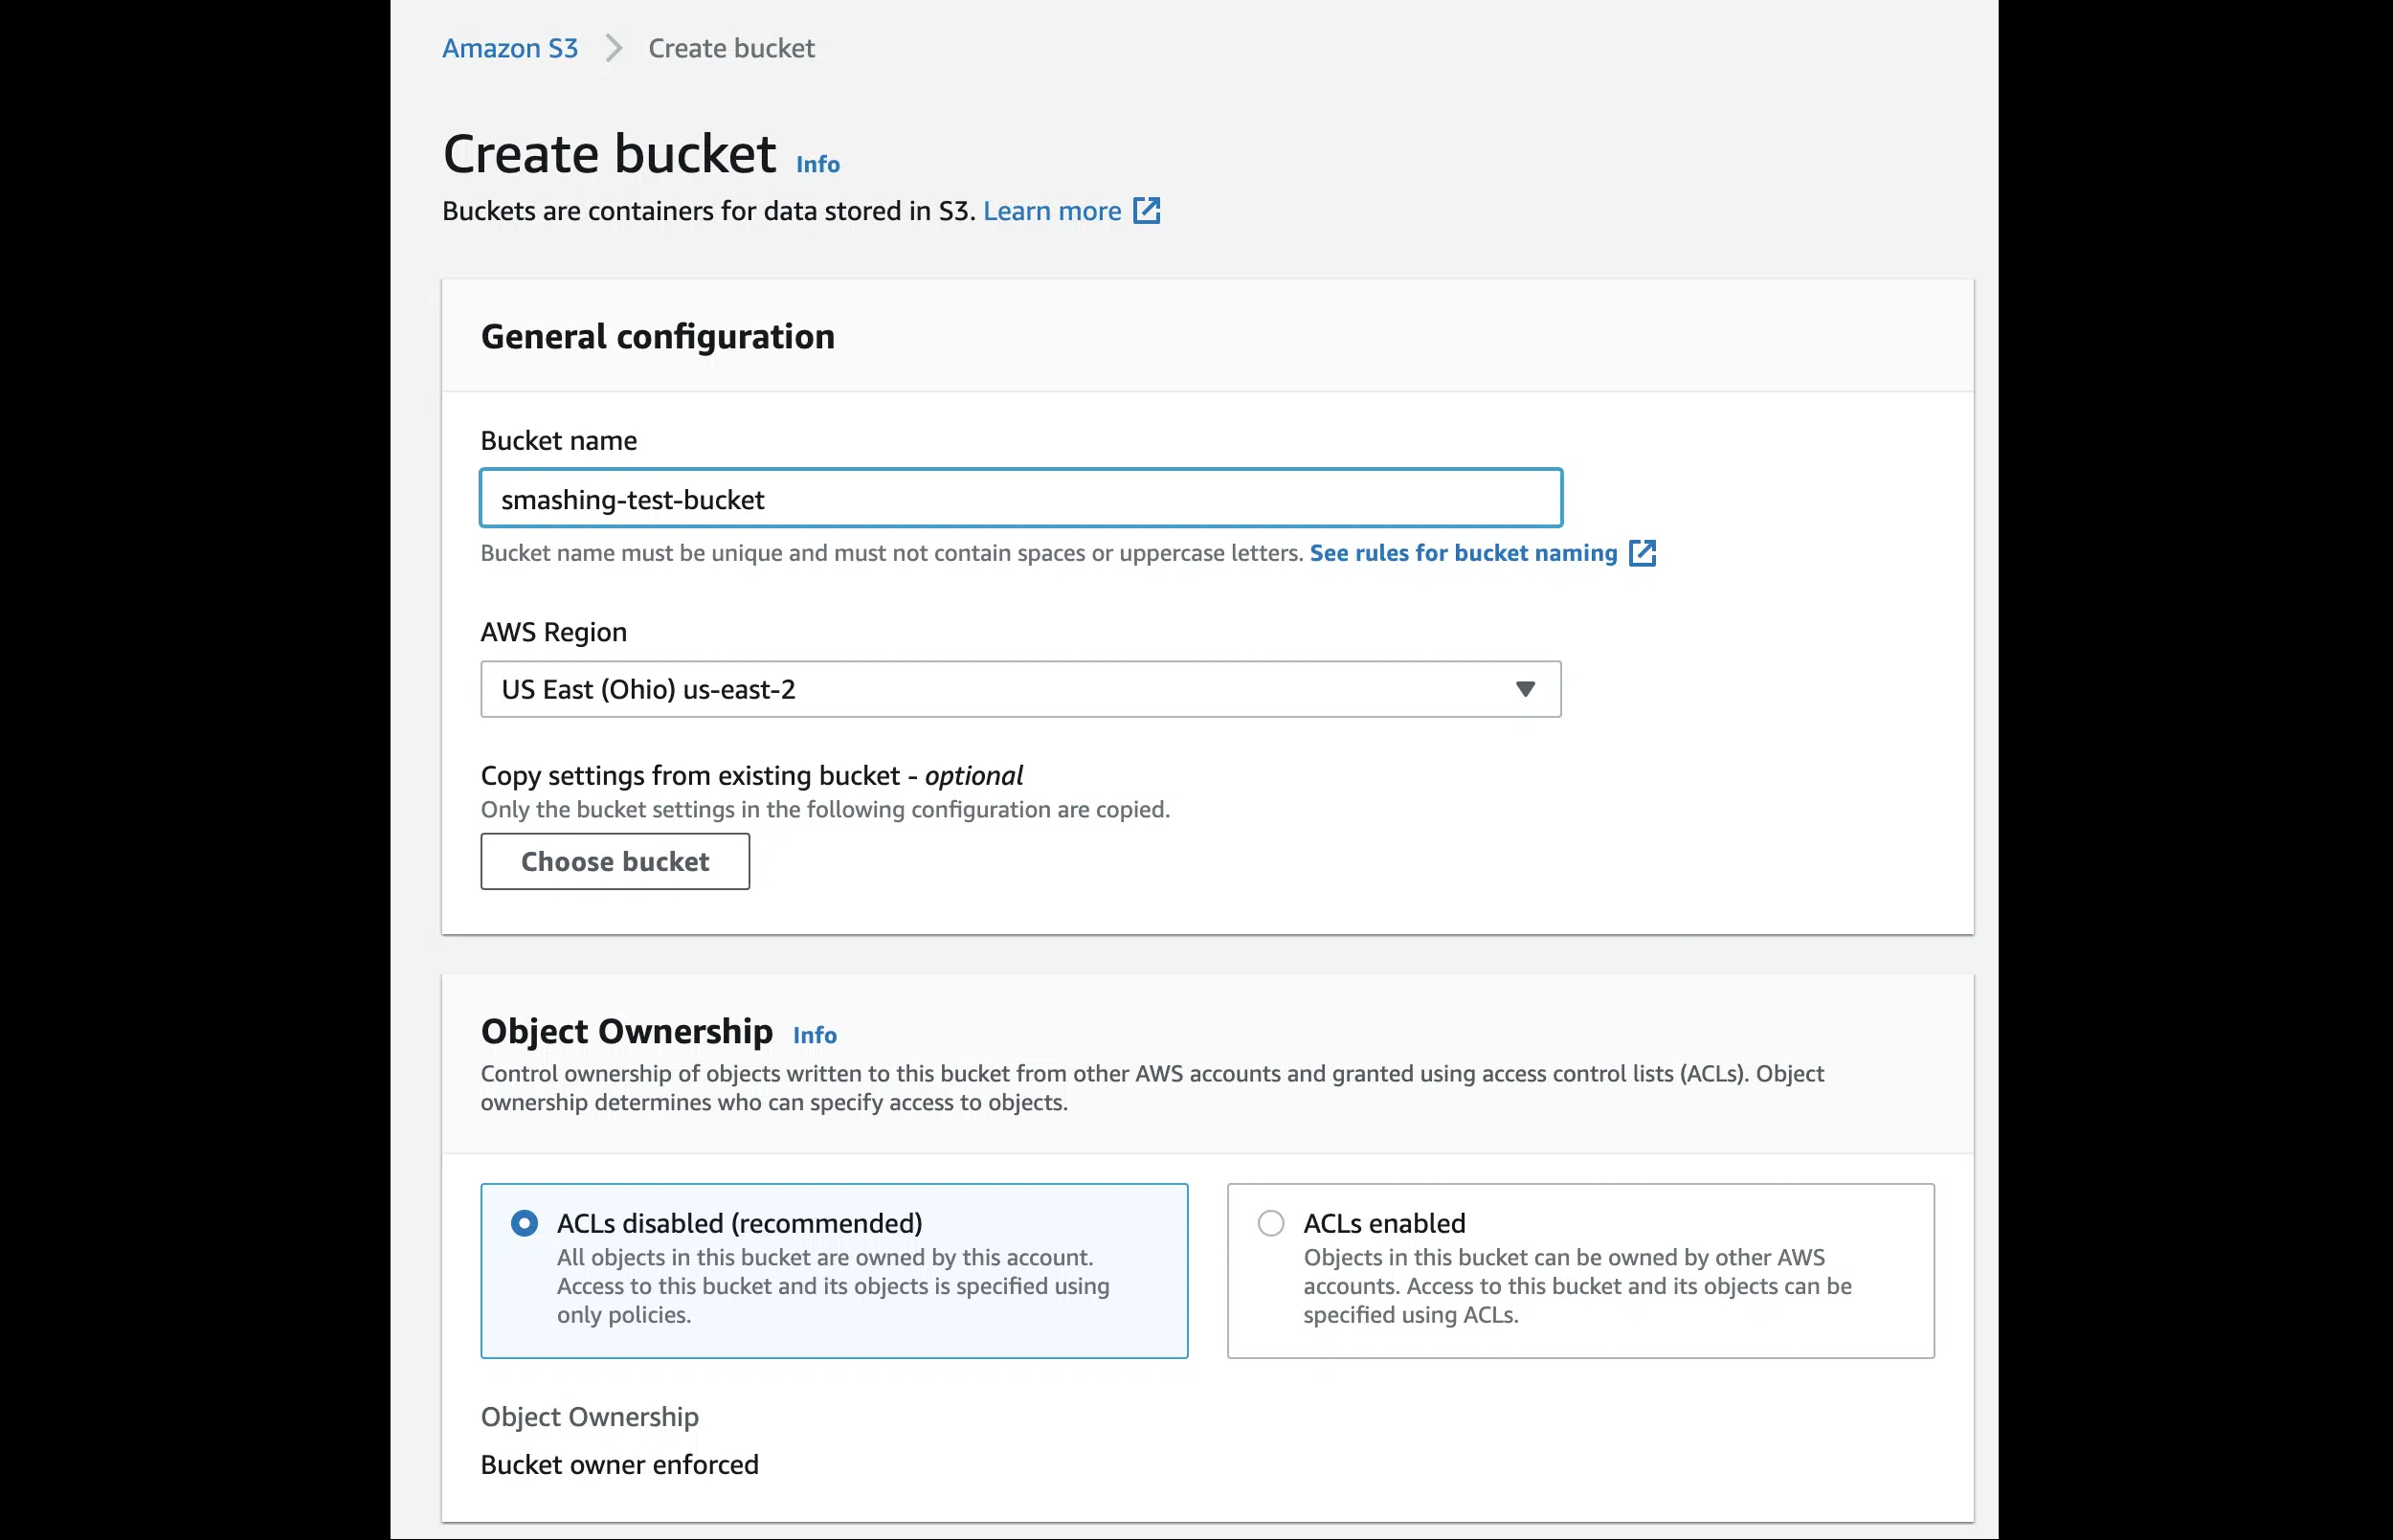 Amazon S3 > Create bucket
Create bucket Info
Buckets are containers for data stored in S3. Learn more
General configuration
Bucket name
smashing-test-bucket
Bucket name must be unique and must not contain spaces or uppercase letters. See rules for bucket naming
AWS Region
US East (Ohio) us-east-2
Copy settings from existing bucket - optional
Only the bucket settings in the following configuration are copied.
Choose bucket
Object Ownership Info
Control ownership of objects written to this bucket from other AWS accounts and granted using access control lists (ACLs). Object
ownership determines who can specify access to objects.
ACLs disabled (recommended)
All objects in this bucket are owned by this account.
Access to this bucket and its objects is specified using
only policies.
ACLs enabled
Objects in this bucket can be owned by other AWS
accounts. Access to this bucket and its objects can be
specified using ACLs.
Object Ownership
Bucket owner enforced